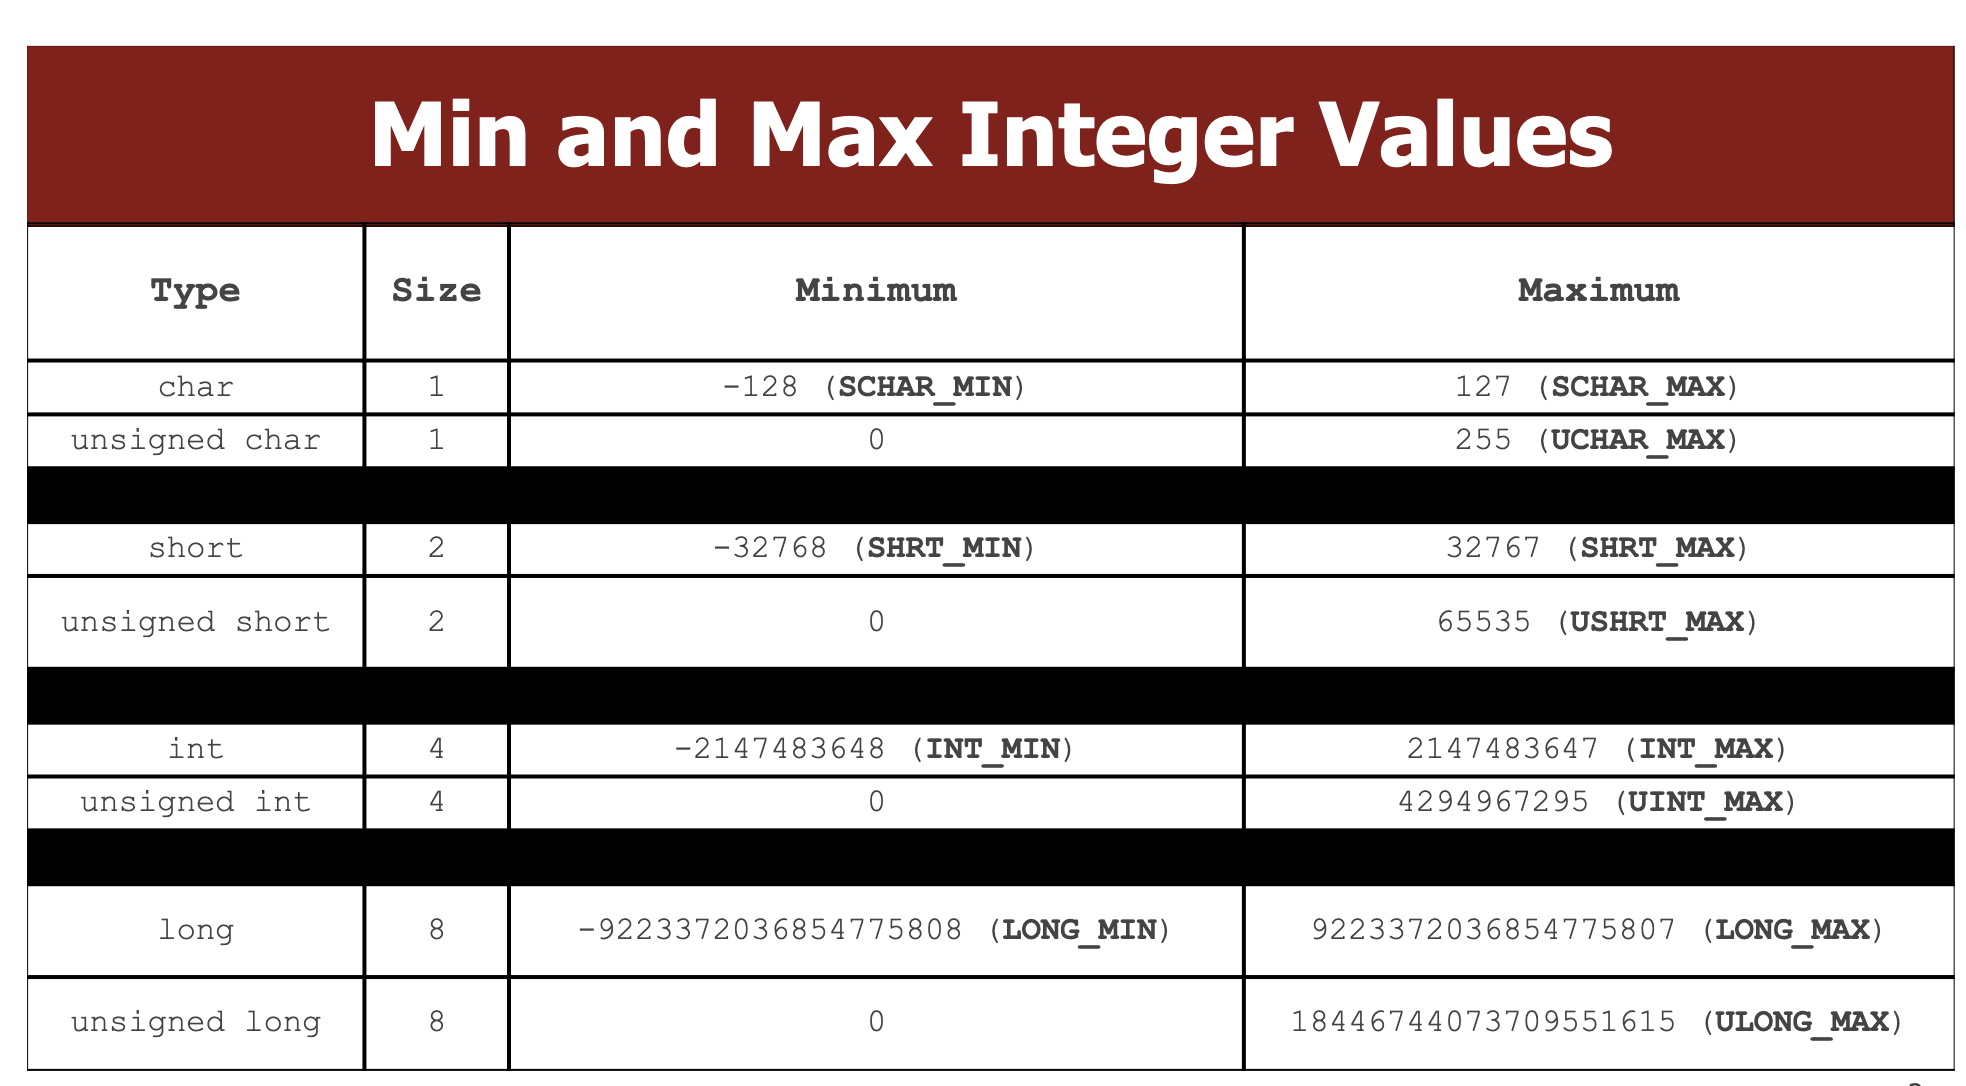 Min and Max Integer Values
Type Size Minimum Maximum
char 1 -128 (SCHAR_MIN) 127 (SCHAR_MAX)
unsigned char 1 0 255 (UCHAR_MAX)
short 2 -32768 (SHRT_MIN) 32767 (SHRT_MAX)
unsigned short 2 0 65535 (USHRT_MAX)
int 4 -2147483648 (INT_MIN) 2147483647 (INT_MAX)
unsigned int 4 0 4294967295 (UINT_MAX)
long 8 -9223372036854775808 (LONG_MIN) 9223372036854775807 (LONG_MAX)
unsigned long 8 0 18446744073709551615 (ULONG_MAX)